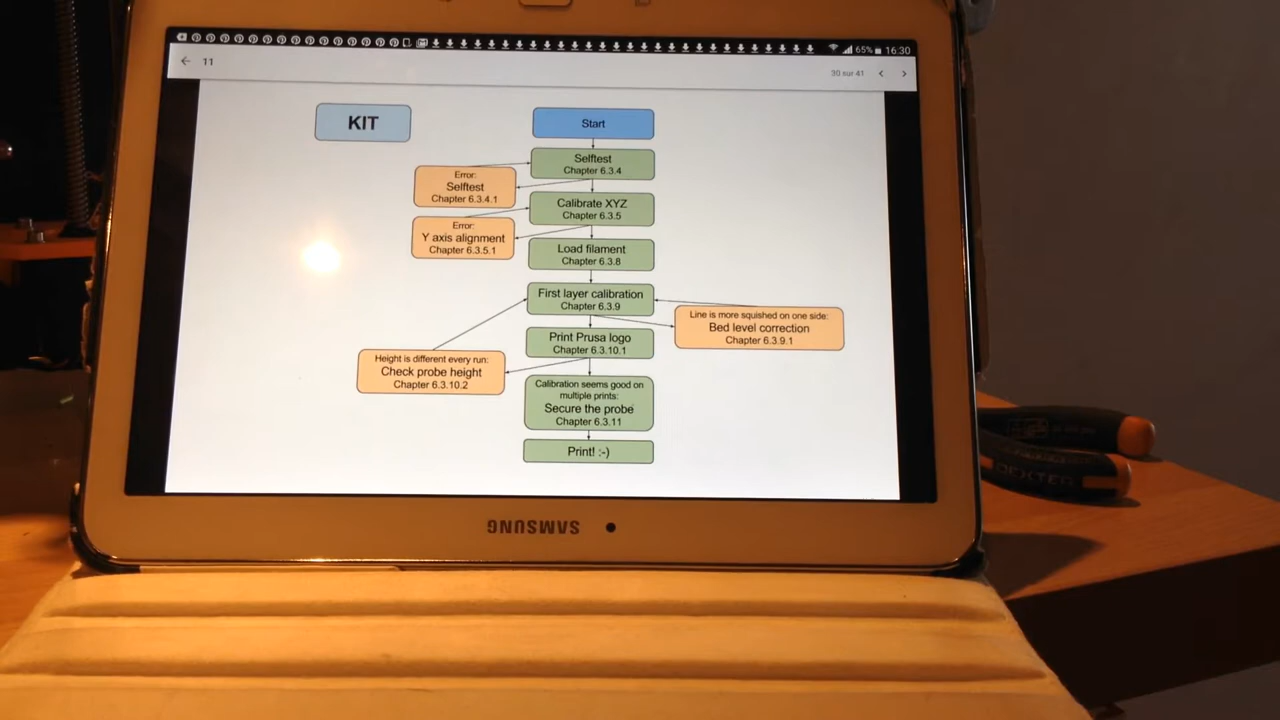 65% 16:30
11
30 sur 41
KIT
Start
Selftest
Chapter 6.3.4
Error:
Selftest
Chapter 6.3.4.1
Calibrate XYZ
Chapter 6.3.5
Error:
Y axis alignment
Chapter 6.3.5.1
Load filament
Chapter 6.3.8
First layer calibration
Chapter 6.3.9
Line is more squished on one side:
Bed level correction
Chapter 6.3.9.1
Print Prusa logo
Chapter 6.3.10.1
Height is different every run:
Check probe height
Chapter 6.3.10.2
Calibration seems good on
multiple prints:
Secure the probe
Chapter 6.3.11
Print! :-)
SAMSUNG
DEXTER